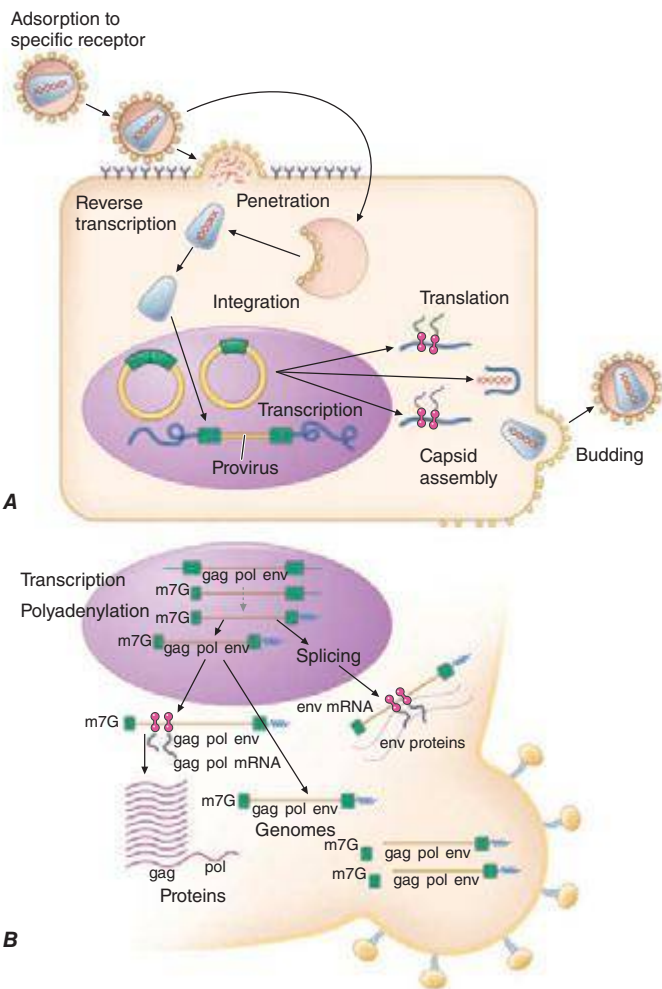 Adsorption to
specific receptor
Reverse
transcription
Penetration
Integration
Translation
Transcription
Provirus
Capsid
assembly
Budding
A
Transcription
Polyadenylation
gag pol env
m7G
m7G
m7G
gag pol env
Splicing
env mRNA
env proteins
m7G
gag pol env
gag pol mRNA
m7G
gag pol env
Genomes
gag
pol
Proteins
m7G
gag pol env
m7G
gag pol env
B